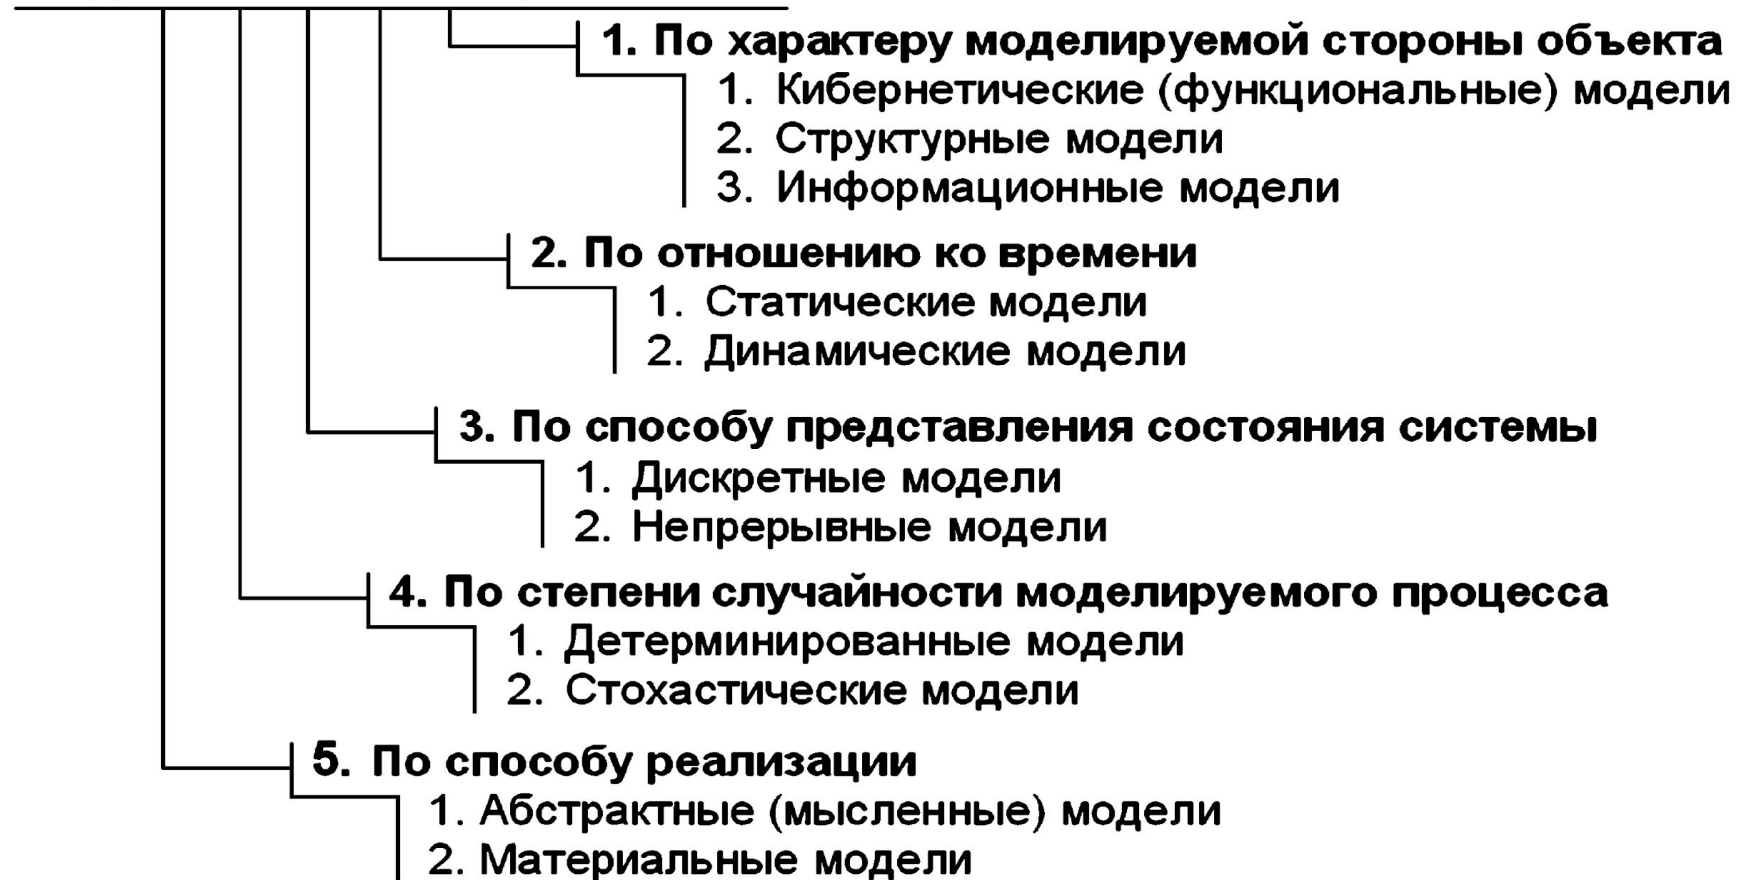 1. По характеру моделируемой стороны объекта
1. Кибернетические (функциональные) модели
2. Структурные модели
3. Информационные модели
2. По отношению ко времени
1. Статические модели
2. Динамические модели
3. По способу представления состояния системы
1. Дискретные модели
2. Непрерывные модели
4. По степени случайности моделируемого процесса
1. Детерминированные модели
2. Стохастические модели
5. По способу реализации
1. Абстрактные (мысленные) модели
2. Материальные модели